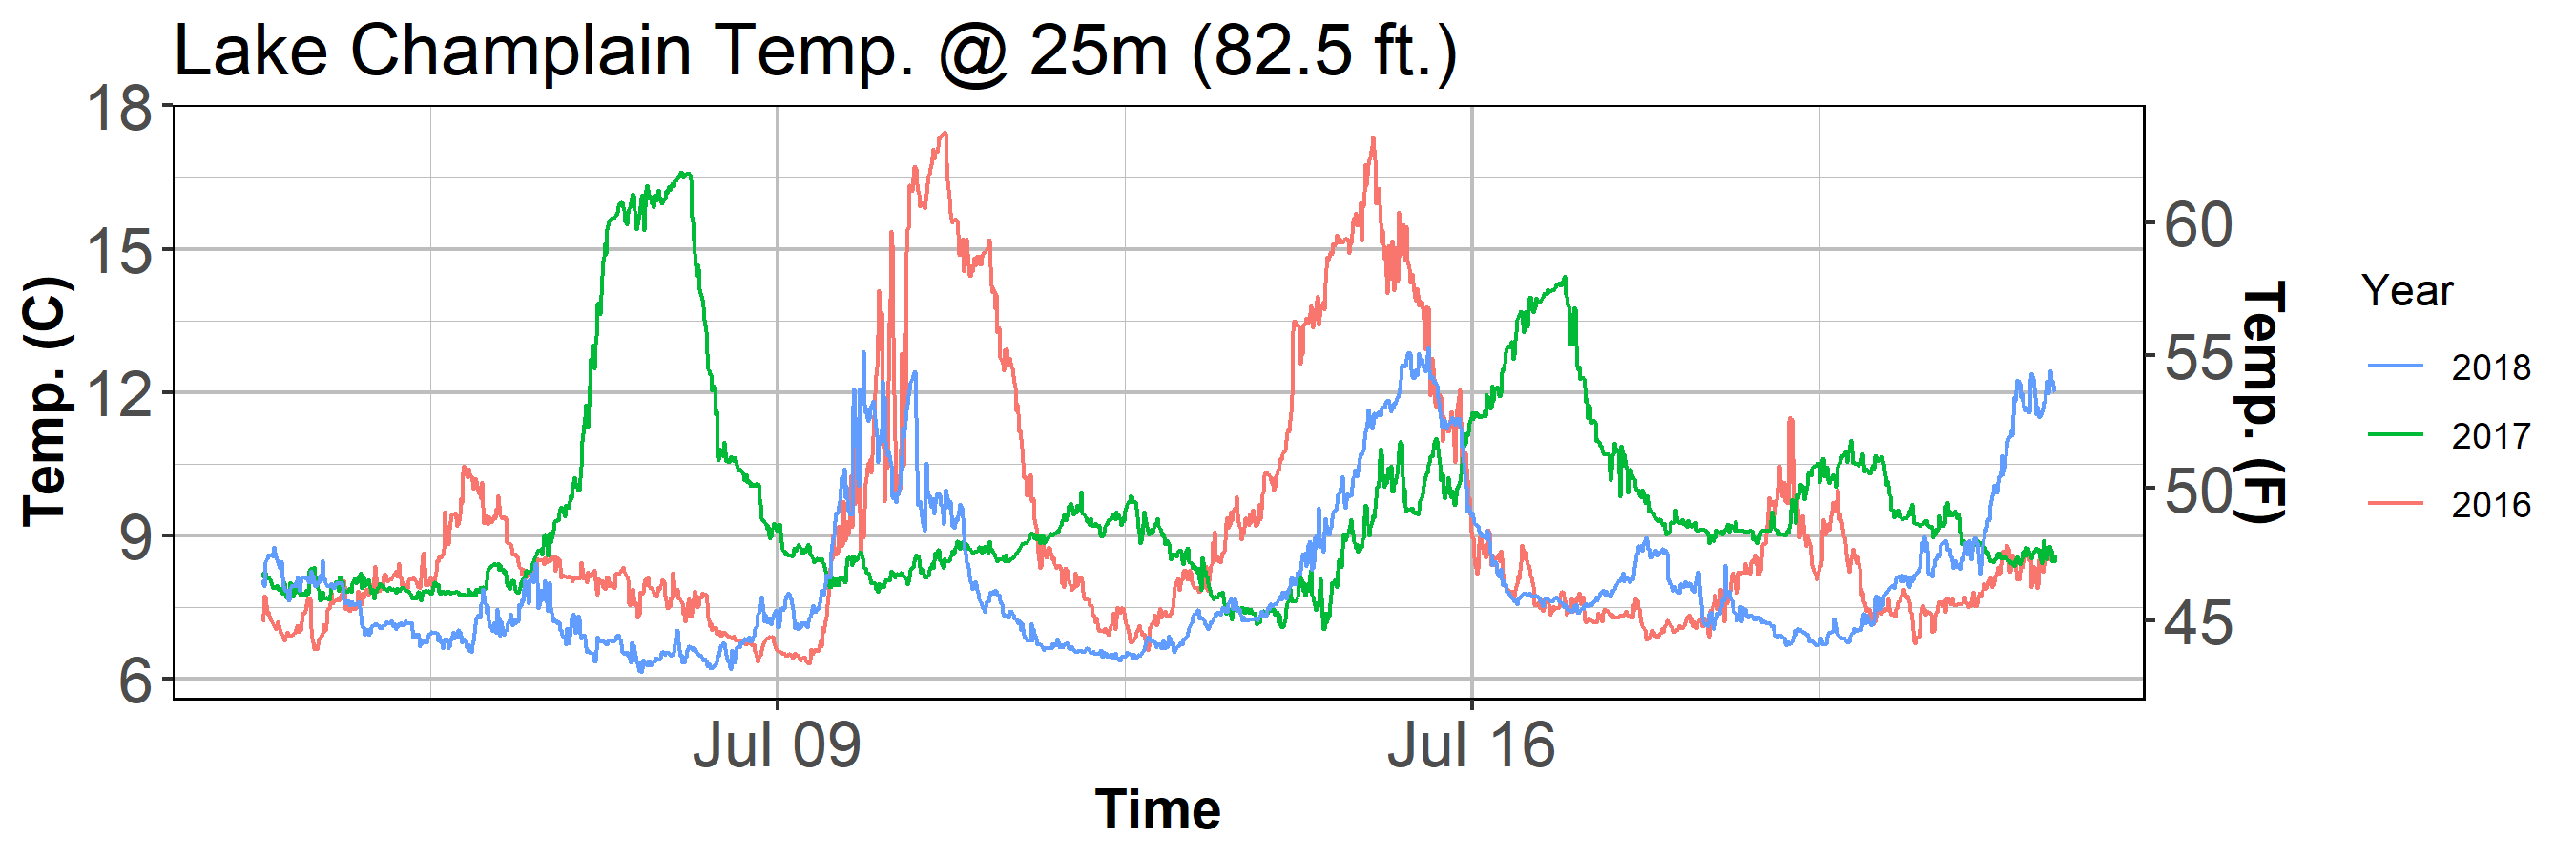 Lake Champlain Temp. @ 25m (82.5 ft.)
18
15
12
9
6
Temp. (C)
60
55
50
45
Temp. (F)
Jul 09
Jul 16
Time
Year
2018
2017
2016